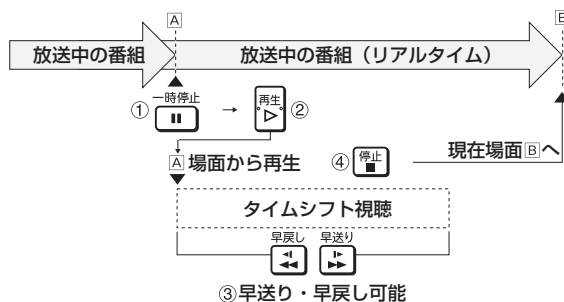 A B
放送中の番組 放送中の番組（リアルタイム）
一時停止 再生
① → ②
A 場面から再生 ④ 停止 現在場面Bへ
タイムシフト視聴
早戻し 早送り
③早送り・早戻し可能